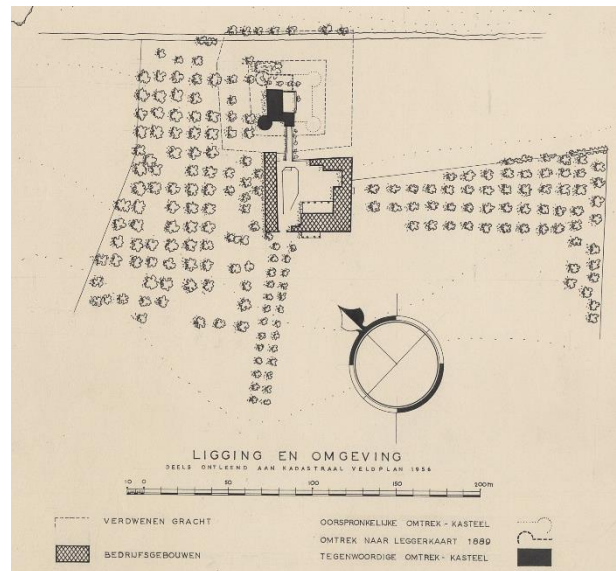 LIGGING EN OMGEVING
DEELS ONTLEEND AAN KADASTRAAL VELDPLAN 1956
10 0 50 100 150 200m
VERDWENEN GRACHT
BEDRIJFSGEBOUWEN
OORSPRONKELIJKE OMTREK - KASTEEL
OMTREK NAAR LEGGERKAART 1889
TEGENWOORDIGE OMTREK - KASTEEL